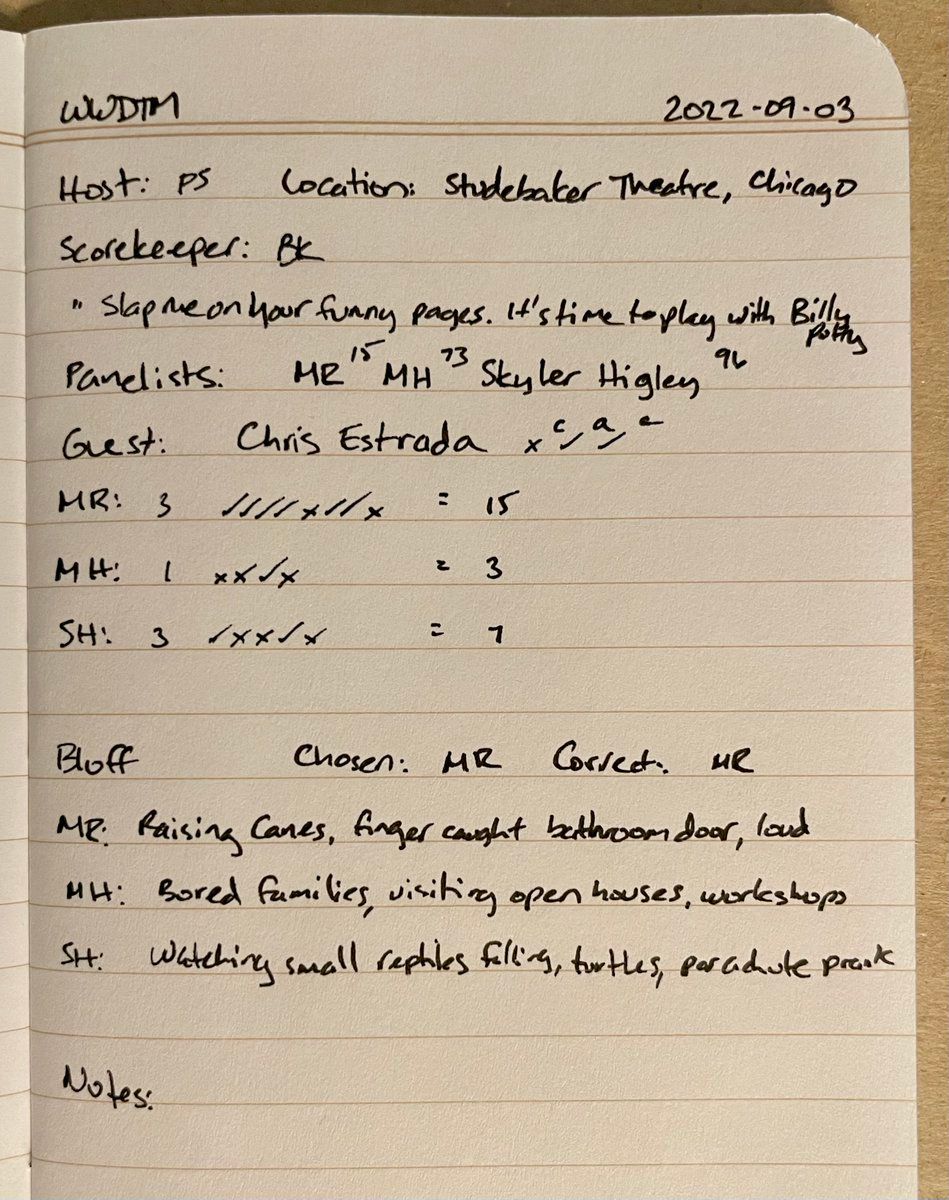 WWDTM 2022-09-03
Host: PS Location: Studebaker Theatre, Chicago
Scorekeeper: BK
" Slap me on your funny pages. It's time to play with Billy Potty
Panelists: MR 15 MH 73 Skyler Higley 96
Guest: Chris Estrada x c✓ a✓
MR: 3 ✓✓✓✓x✓✓x = 15
MH: 1 xx✓x = 3
SH: 3 ✓xx✓x = 7
Bluff Chosen: MR Correct: MR
MR: Raising Canes, finger caught bathroom door, loud
MH: Bored families, visiting open houses, workshops
SH: Watching small reptiles falling, turtles, parachute prank
Notes: